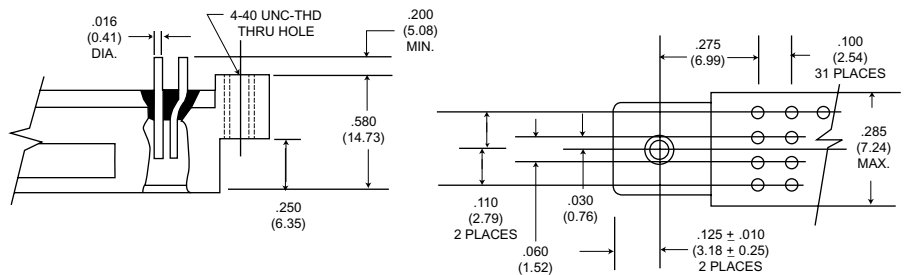 .016
(0.41)
DIA.
4-40 UNC-THD
THRU HOLE
.200
(5.08)
MIN.
.580
(14.73)
.250
(6.35)
.275
(6.99)
.100
(2.54)
31 PLACES
.285
(7.24)
MAX.
.110
(2.79)
2 PLACES
.060
(1.52)
.030
(0.76)
.125 ± .010
(3.18 ± 0.25)
2 PLACES